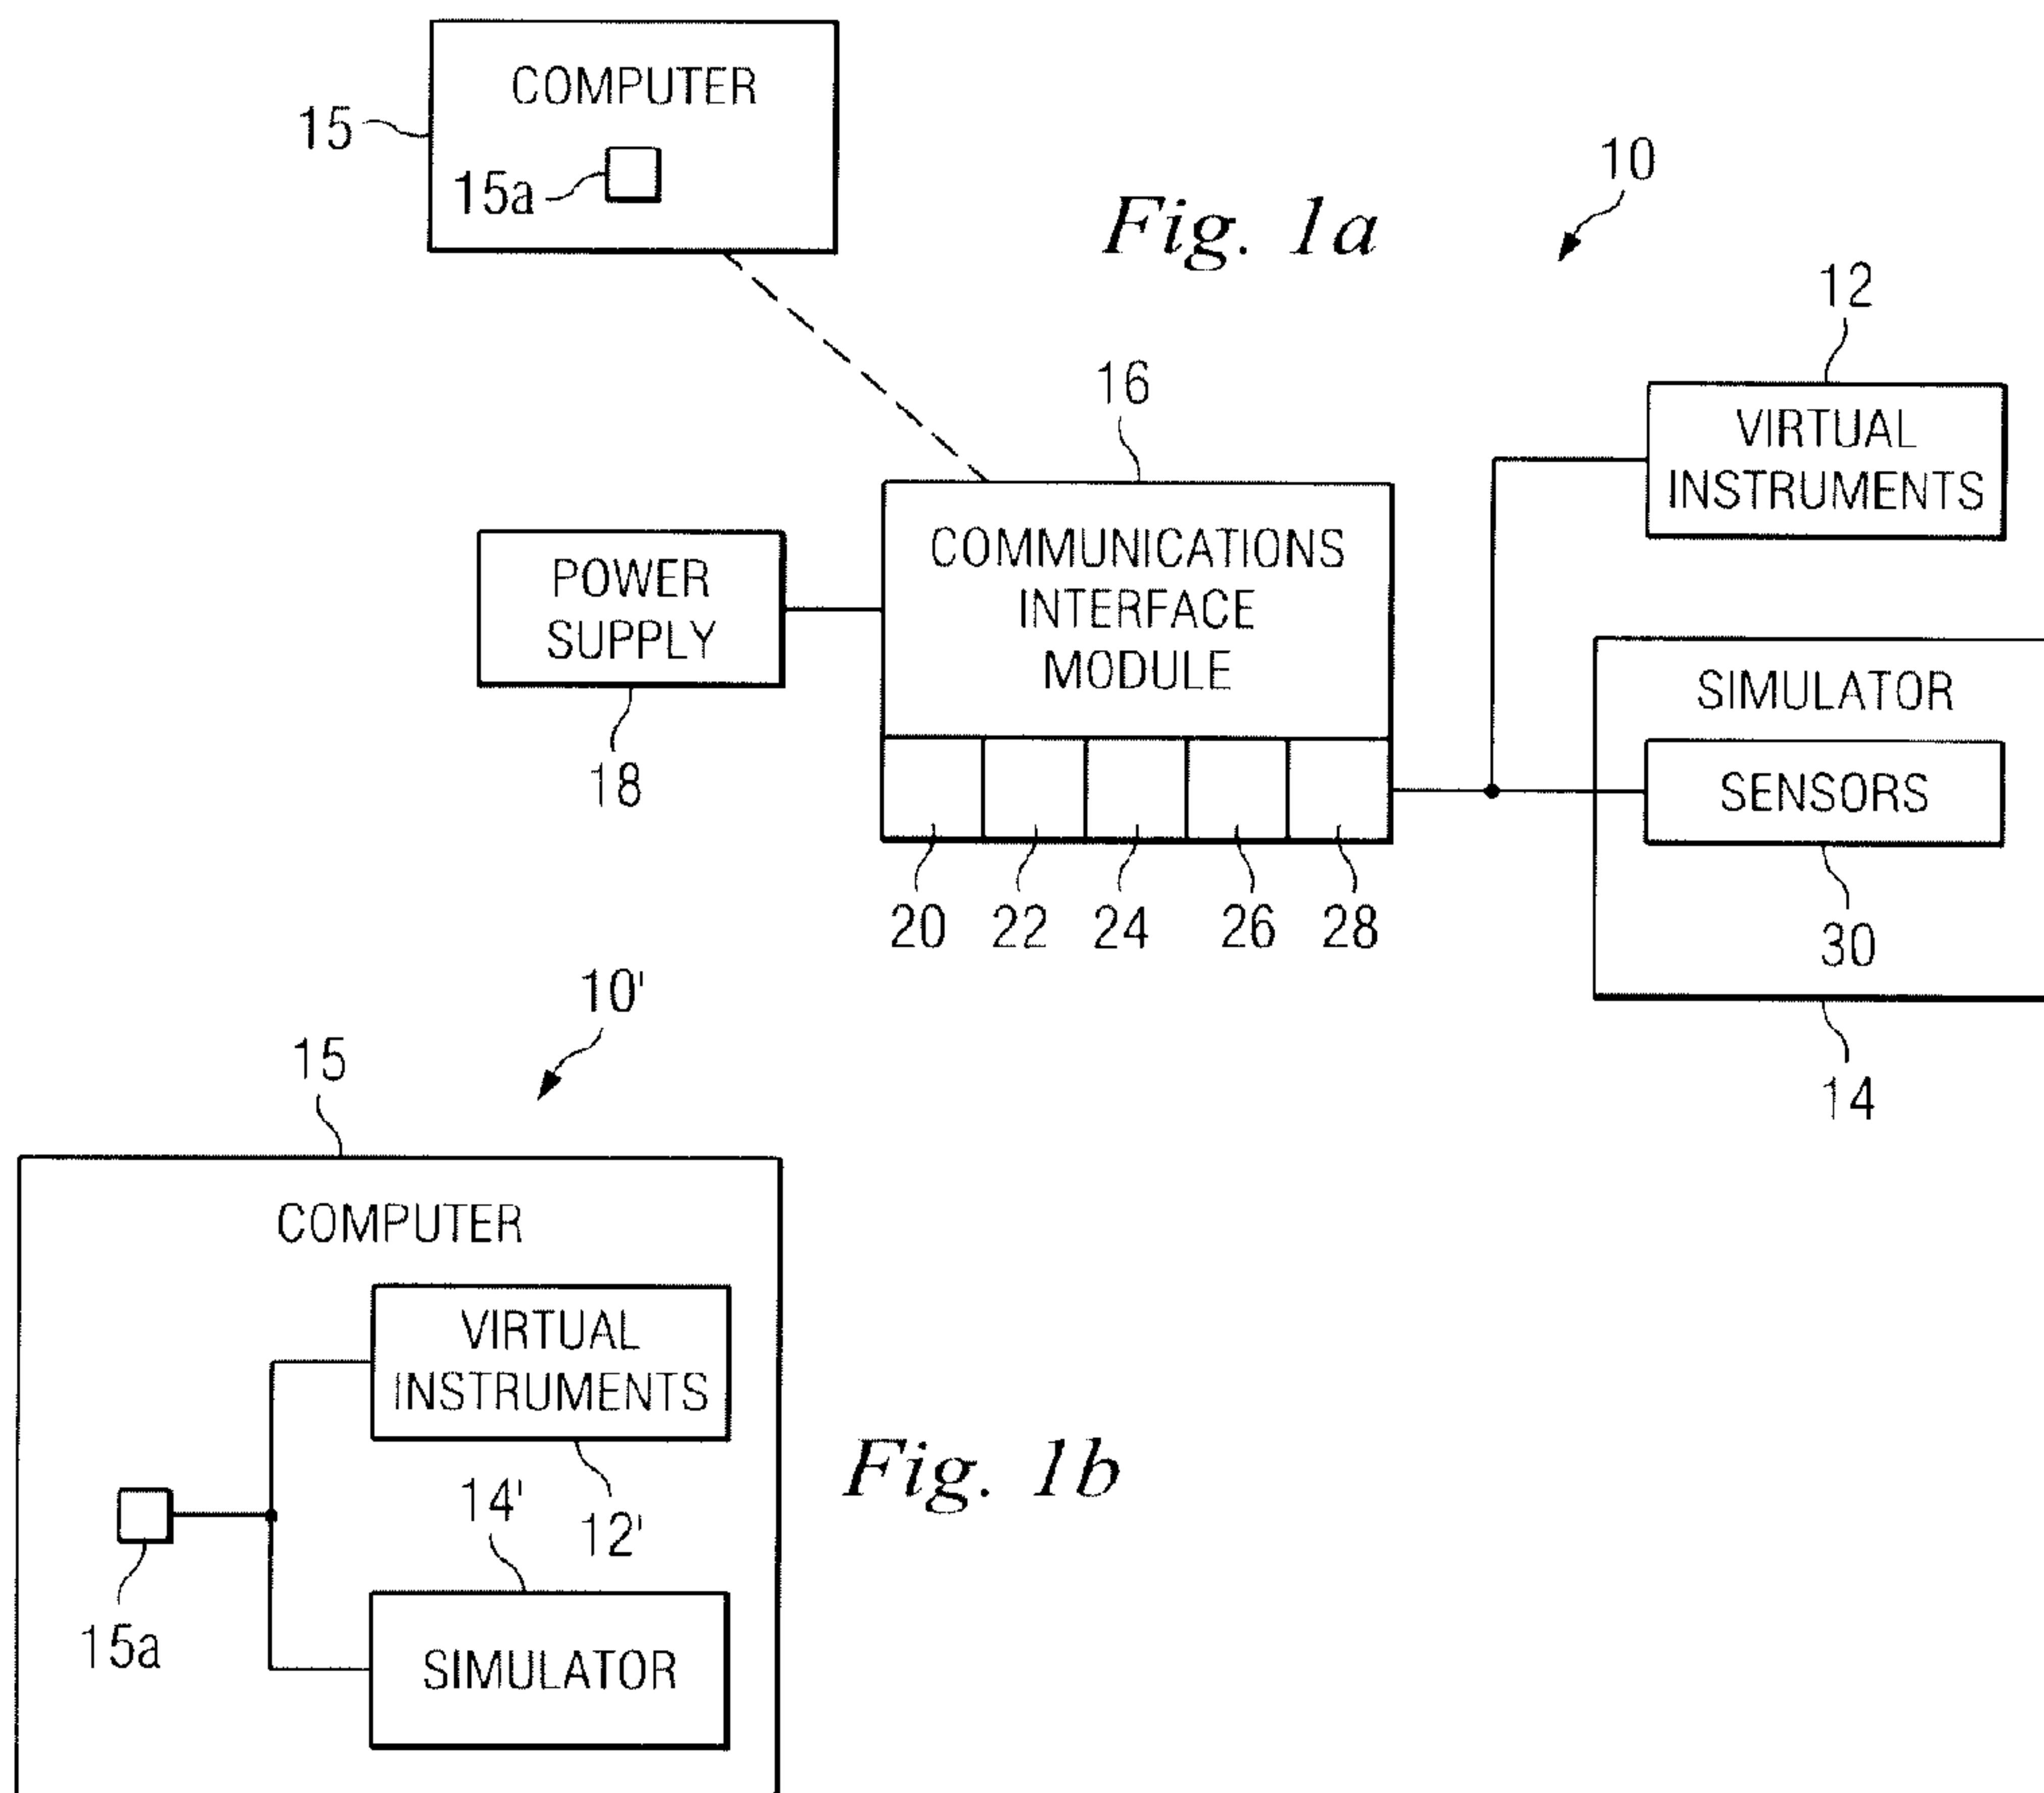 COMPUTER
15
15a
Fig. 1a
10
12
VIRTUAL
INSTRUMENTS
16
COMMUNICATIONS
INTERFACE
MODULE
POWER
SUPPLY
18
SIMULATOR
SENSORS
30
14
20 22 24 26 28
10'
15
COMPUTER
VIRTUAL
INSTRUMENTS
12'
14'
15a
SIMULATOR
Fig. 1b